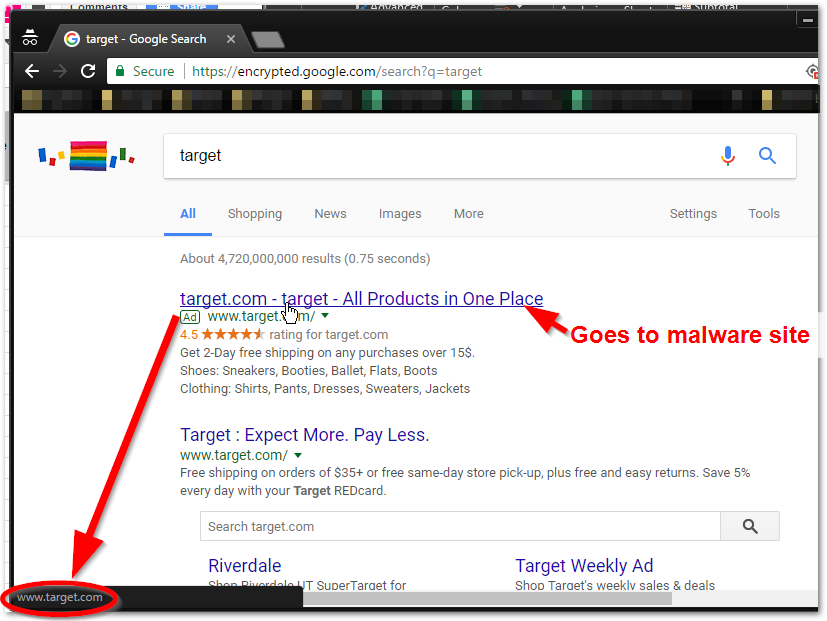 Comments
Share
Advanced
Subtotal
target - Google Search
Secure
https://encrypted.google.com/search?q=target
target
All
Shopping
News
Images
More
Settings
Tools
About 4,720,000,000 results (0.75 seconds)
target.com - target - All Products in One Place
Ad www.target.com/
Goes to malware site
4.5 rating for target.com
Get 2-Day free shipping on any purchases over 15$.
Shoes: Sneakers, Booties, Ballet, Flats, Boots
Clothing: Shirts, Pants, Dresses, Sweaters, Jackets
Target : Expect More. Pay Less.
www.target.com/
Free shipping on orders of $35+ or free same-day store pick-up, plus free and easy returns. Save 5%
every day with your Target REDcard.
Search target.com
Riverdale
Target Weekly Ad
Shop Riverdale UT SuperTarget for
Shop Target's weekly sales & deals
www.target.com